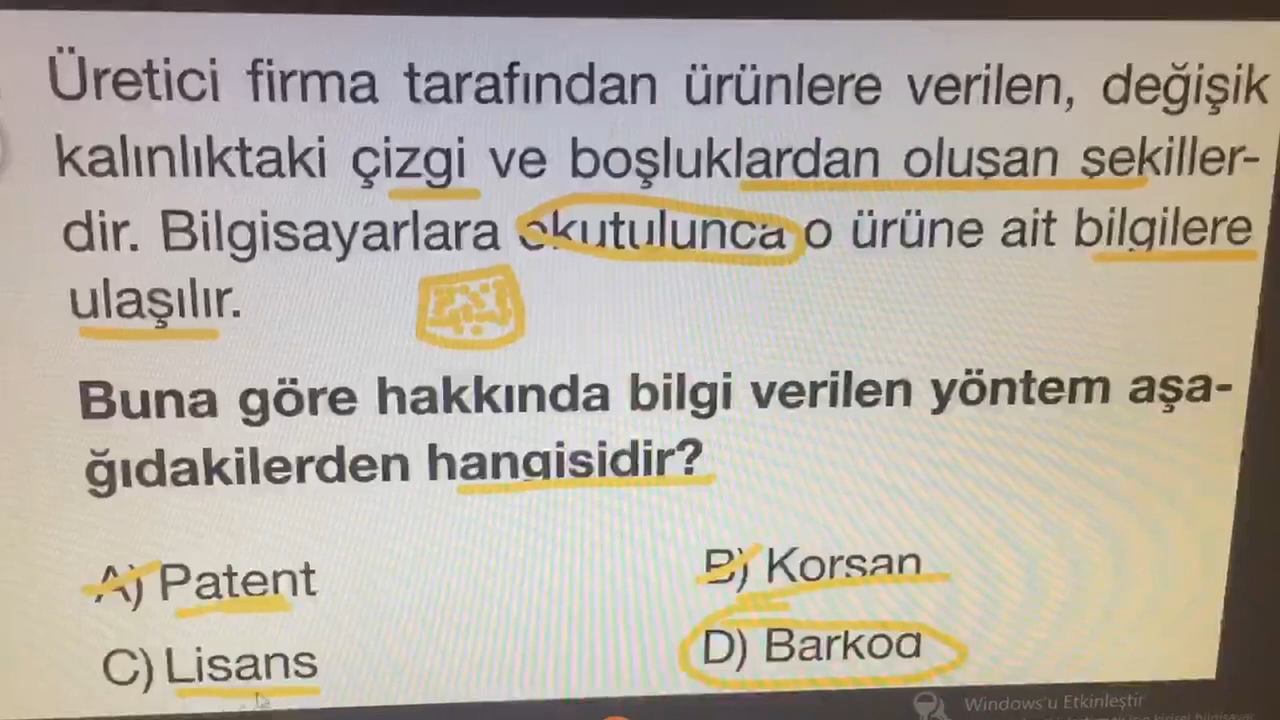 Üretici firma tarafından ürünlere verilen, değişik
kalınlıktaki çizgi ve boşluklardan oluşan şekiller-
dir. Bilgisayarlara okutulunca o ürüne ait bilgilere
ulaşılır.
Buna göre hakkında bilgi verilen yöntem aşa-
ğıdakilerden hangisidir?
A) Patent
B) Korsan
C) Lisans
D) Barkod
Windows'u Etkinleştir